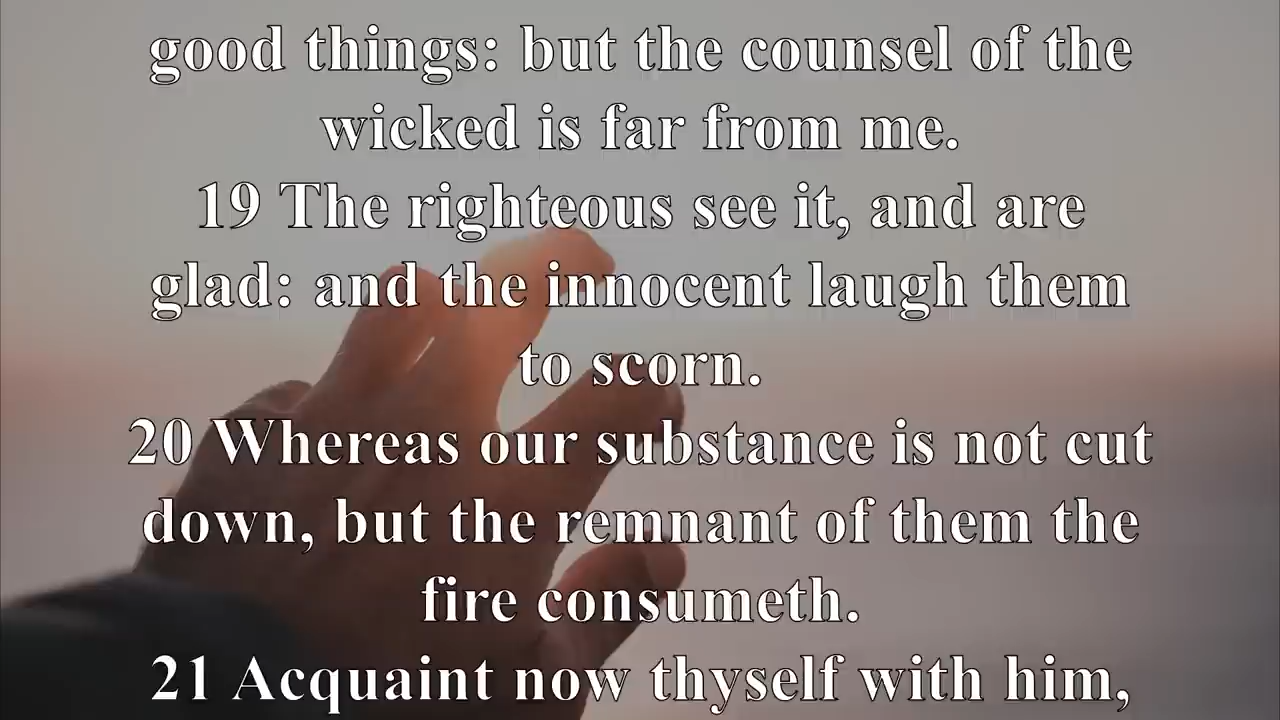 good things: but the counsel of the
wicked is far from me.
19 The righteous see it, and are
glad: and the innocent laugh them
to scorn.
20 Whereas our substance is not cut
down, but the remnant of them the
fire consumeth.
21 Acquaint now thyself with him,